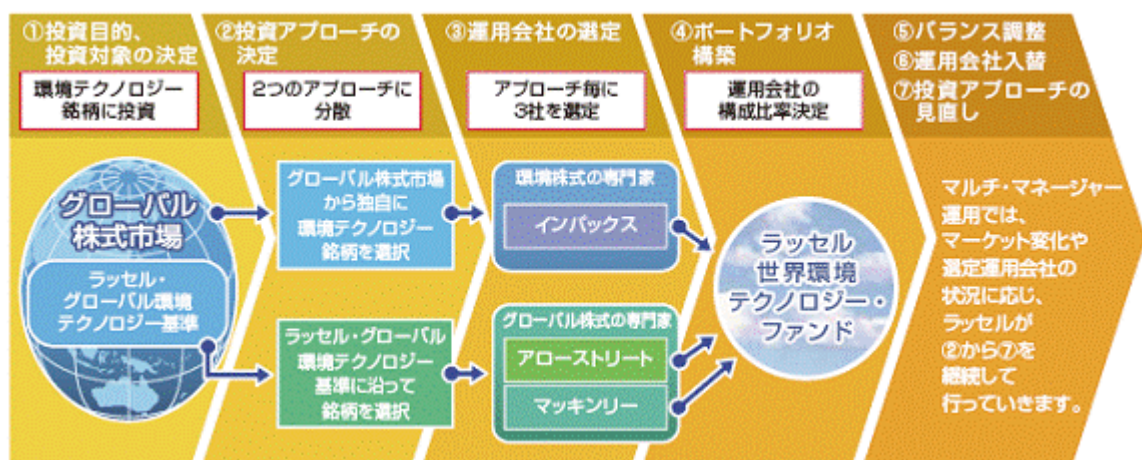 ①投資目的、
投資対象の決定
環境テクノロジー
銘柄に投資
グローバル
株式市場
ラッセル・
グローバル環境
テクノロジー基準
②投資アプローチの
決定
2つのアプローチに
分散
グローバル株式市場
から独自に
環境テクノロジー
銘柄を選択
ラッセル・グローバル
環境テクノロジー
基準に沿って
銘柄を選択
③運用会社の選定
アプローチ毎に
3社を選定
環境株式の専門家
インパックス
グローバル株式の専門家
アローストリート
マッキンリー
④ポートフォリオ
構築
運用会社の
構成比率決定
ラッセル
世界環境
テクノロジー・
ファンド
⑤バランス調整
⑥運用会社入替
⑦投資アプローチの
見直し
マルチ・マネージャー
運用では、
マーケット変化や
選定運用会社の
状況に応じ、
ラッセルが
②から⑦を
継続して
行っていきます。